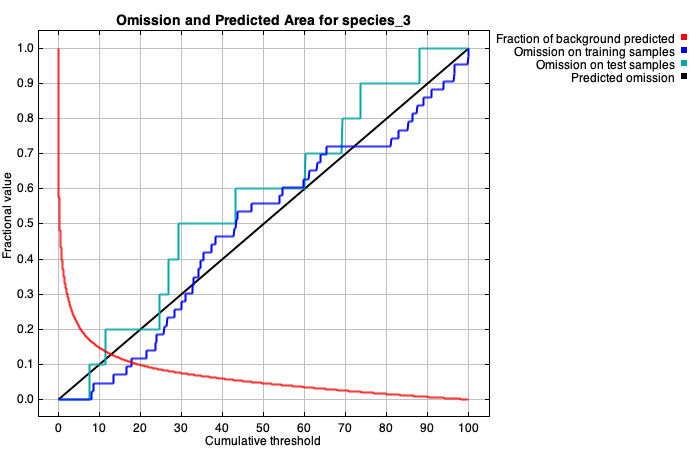 Omission and Predicted Area for species_3
Fraction of background predicted
Omission on training samples
Omission on test samples
Predicted omission
Fractional value
1.0
0.9
0.8
0.7
0.6
0.5
0.4
0.3
0.2
0.1
0.0
0 10 20 30 40 50 60 70 80 90 100
Cumulative threshold